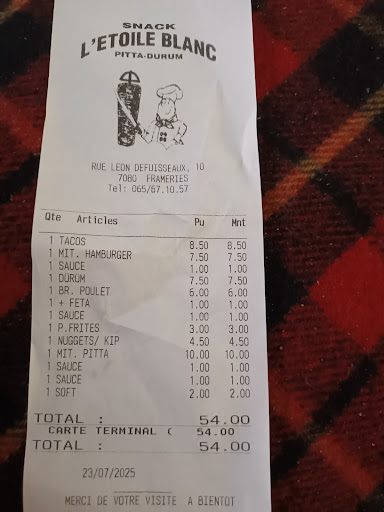 SNACK
L'ETOILE BLANC
PITTA-DURUM
RUE LEON DEFUISSEAUX, 10
7080 FRAMERIES
Tel: 065/67.10.57
Qte Articles Pu Mnt
1 TACOS 8.50 8.50
1 MIT. HAMBURGER 7.50 7.50
1 SAUCE 1.00 1.00
1 DÜRÜM 7.50 7.50
1 BR. POULET 6.00 6.00
1 + FETA 1.00 1.00
1 SAUCE 1.00 1.00
1 P.FRITES 3.00 3.00
1 NUGGETS/ KIP 4.50 4.50
1 MIT. PITTA 10.00 10.00
1 SAUCE 1.00 1.00
1 SAUCE 1.00 1.00
1 SOFT 2.00 2.00
TOTAL : 54.00
CARTE TERMINAL ( 54.00
TOTAL : 54.00
23/07/2025
MERCI DE VOTRE VISITE A BIENTOT